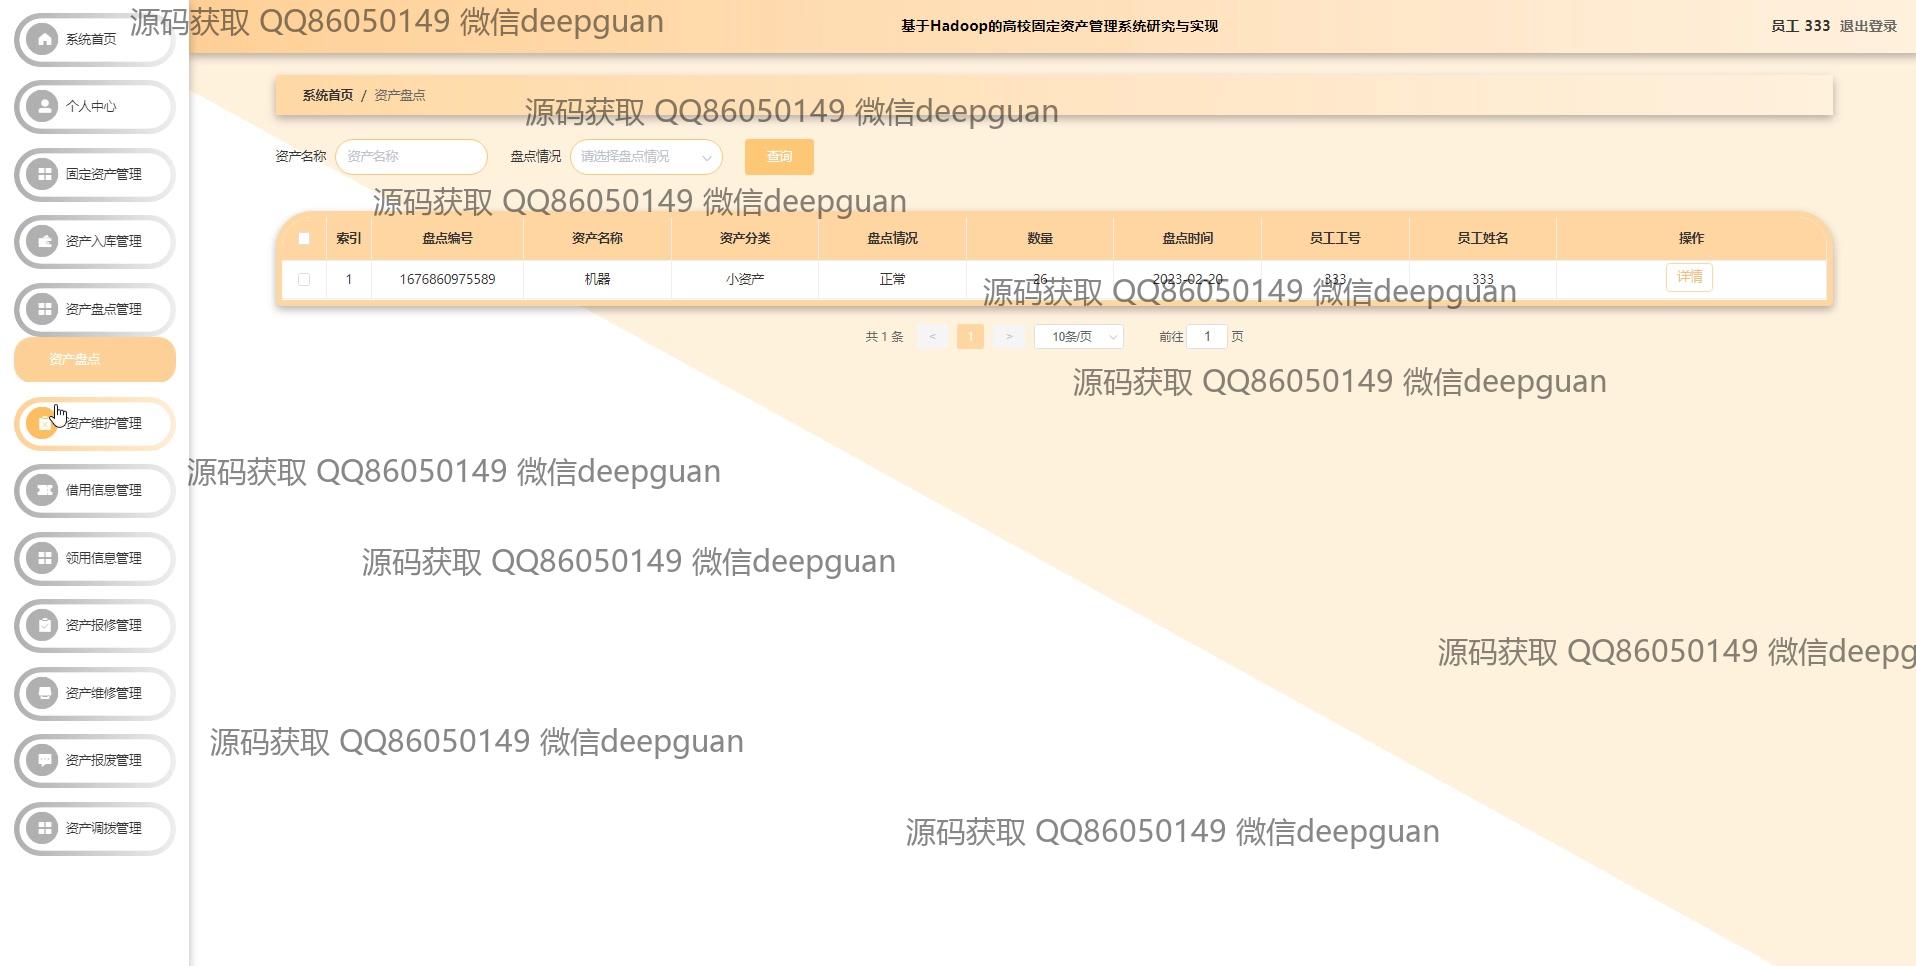 系统首页
个人中心
固定资产管理
资产入库管理
资产盘点管理
资产盘点
资产维护管理
借用信息管理
领用信息管理
资产报修管理
资产维修管理
资产报废管理
资产调拨管理
源码获取 QQ86050149 微信deepguan
基于Hadoop的高校固定资产管理系统研究与实现
员工 333 退出登录
系统首页 / 资产盘点
源码获取 QQ86050149 微信deepguan
资产名称 资产名称 盘点情况 请选择盘点情况 查询
源码获取 QQ86050149 微信deepguan
索引 盘点编号 资产名称 资产分类 盘点情况 数量 盘点时间 员工工号 员工姓名 操作
1 1676860975589 机器 小资产 正常 26 2023-02-20 333 333 详情
源码获取 QQ86050149 微信deepguan
共 1 条 < 1 > 10条/页 前往 1 页
源码获取 QQ86050149 微信deepguan
源码获取 QQ86050149 微信deepguan
源码获取 QQ86050149 微信deepguan
源码获取 QQ86050149 微信deepg
源码获取 QQ86050149 微信deepguan
源码获取 QQ86050149 微信deepguan